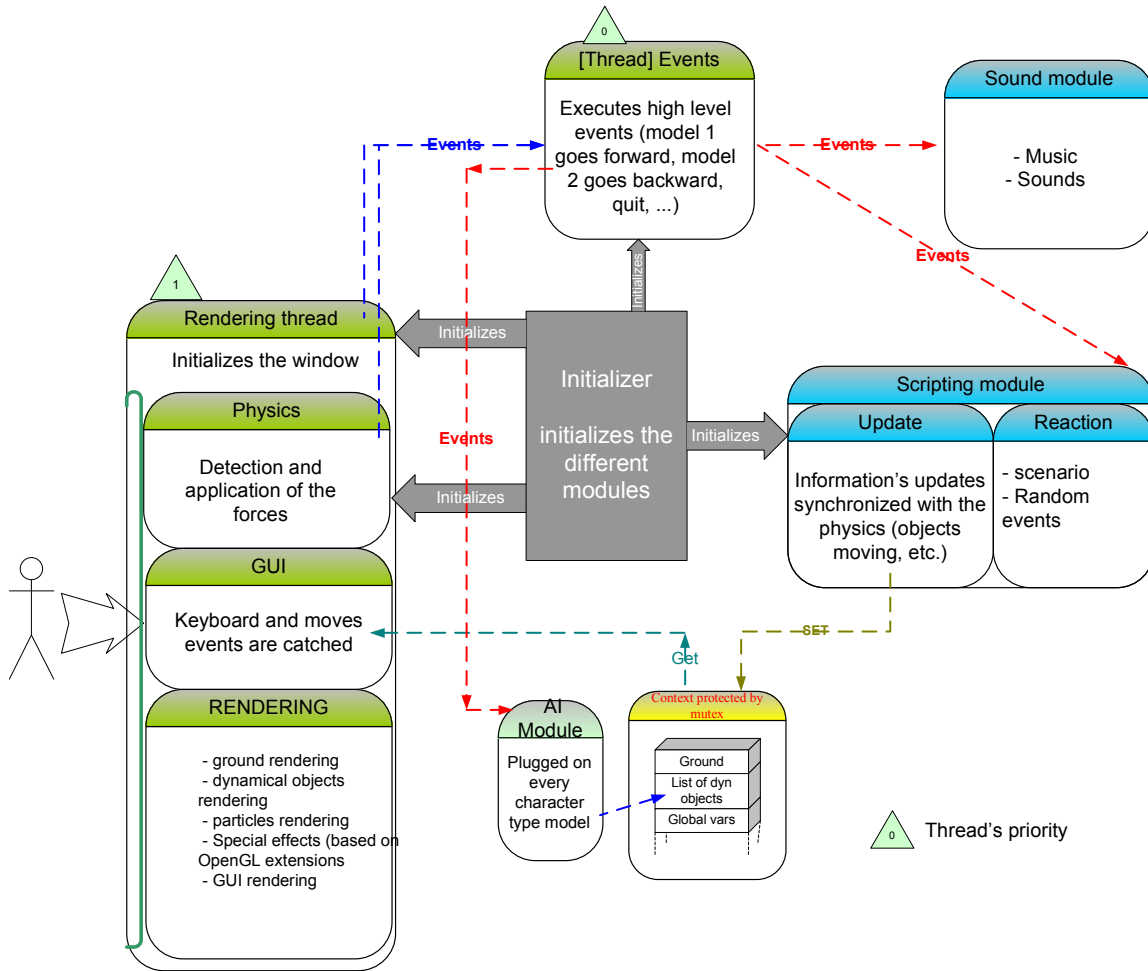 0
[Thread] Events
Executes high level
events (model 1
goes forward, model
2 goes backward,
quit, ...)
Sound module
- Music
- Sounds
Events
Events
Events
Initializes
1
Rendering thread
Initializes the window
Physics
Detection and
application of the
forces
GUI
Keyboard and moves
events are catched
RENDERING
- ground rendering
- dynamical objects
rendering
- particles rendering
- Special effects (based on
OpenGL extensions
- GUI rendering
Initializes
Initializes
Events
Initializer
initializes the
different
modules
Initializes
Scripting module
Update
Information's updates
synchronized with the
physics (objects
moving, etc.)
Reaction
- scenario
- Random
events
SET
Get
AI
Module
Plugged on
every
character
type model
Context protected by
mutex
Ground
List of dyn
objects
Global vars
0
Thread's priority